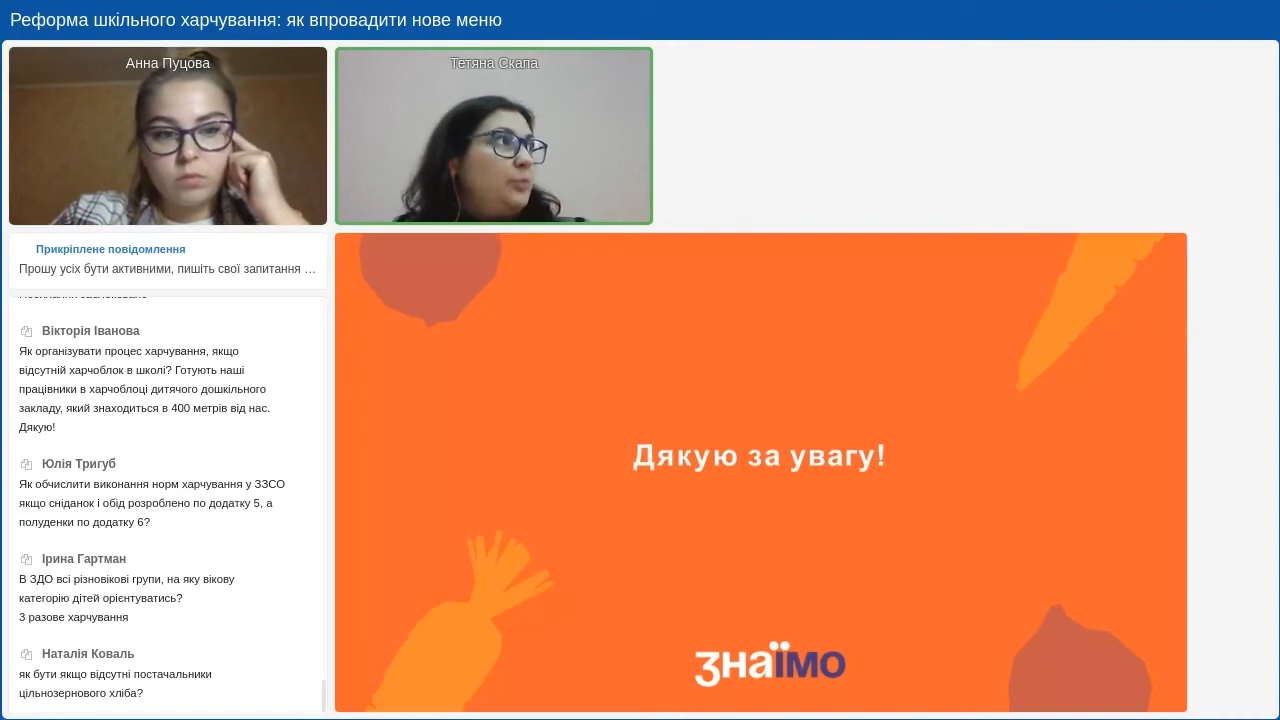 Реформа шкільного харчування: як впровадити нове меню
Анна Пуцова
Тетяна Скапа
Прикріплене повідомлення
Прошу усіх бути активними, пишіть свої запитання …
Вікторія Іванова
Як організувати процес харчування, якщо
відсутній харчоблок в школі? Готують наші
працівники в харчоблоці дитячого дошкільного
закладу, який знаходиться в 400 метрів від нас.
Дякую!
Юлія Тригуб
Як обчислити виконання норм харчування у ЗЗСО
якщо сніданок і обід розроблено по додатку 5, а
полуденки по додатку 6?
Ірина Гартман
В ЗДО всі різновікові групи, на яку вікову
категорію дітей орієнтуватись?
3 разове харчування
Наталія Коваль
як бути якщо відсутні постачальники
цільнозернового хліба?
Дякую за увагу!
знаїмо